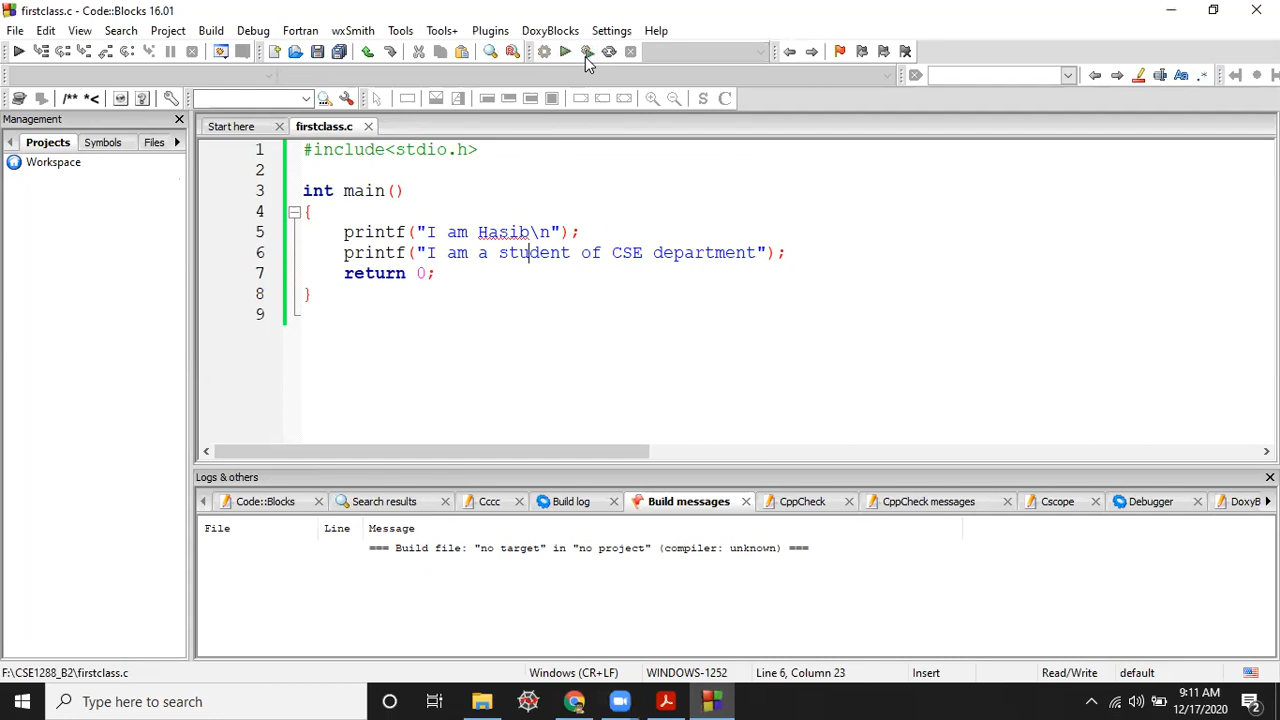 firstclass.c - Code::Blocks 16.01
File Edit View Search Project Build Debug Fortran wxSmith Tools Tools+ Plugins DoxyBlocks Settings Help
/** *<
S C
Aa .*
Management
Projects Symbols Files
Workspace
Start here firstclass.c
1 #include<stdio.h>
2
3 int main()
4 {
5 printf("I am Hasib\n");
6 printf("I am a student of CSE department");
7 return 0;
8 }
9
Logs & others
Code::Blocks Search results Cccc Build log Build messages CppCheck CppCheck messages Cscope Debugger DoxyB
File Line Message
=== Build file: "no target" in "no project" (compiler: unknown) ===
F:\CSE1288_B2\firstclass.c Windows (CR+LF) WINDOWS-1252 Line 6, Column 23 Insert Read/Write default
Type here to search
9:11 AM
12/17/2020
2